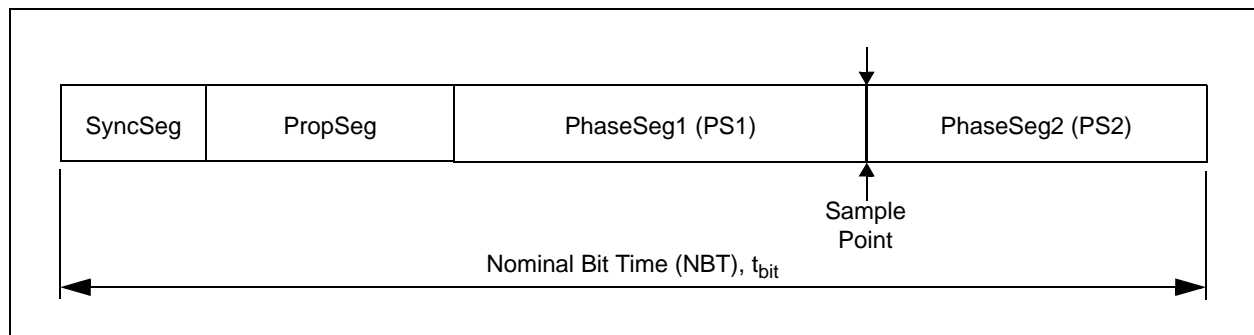 SyncSeg
PropSeg
PhaseSeg1 (PS1)
PhaseSeg2 (PS2)
Sample
Point
Nominal Bit Time (NBT), tbit